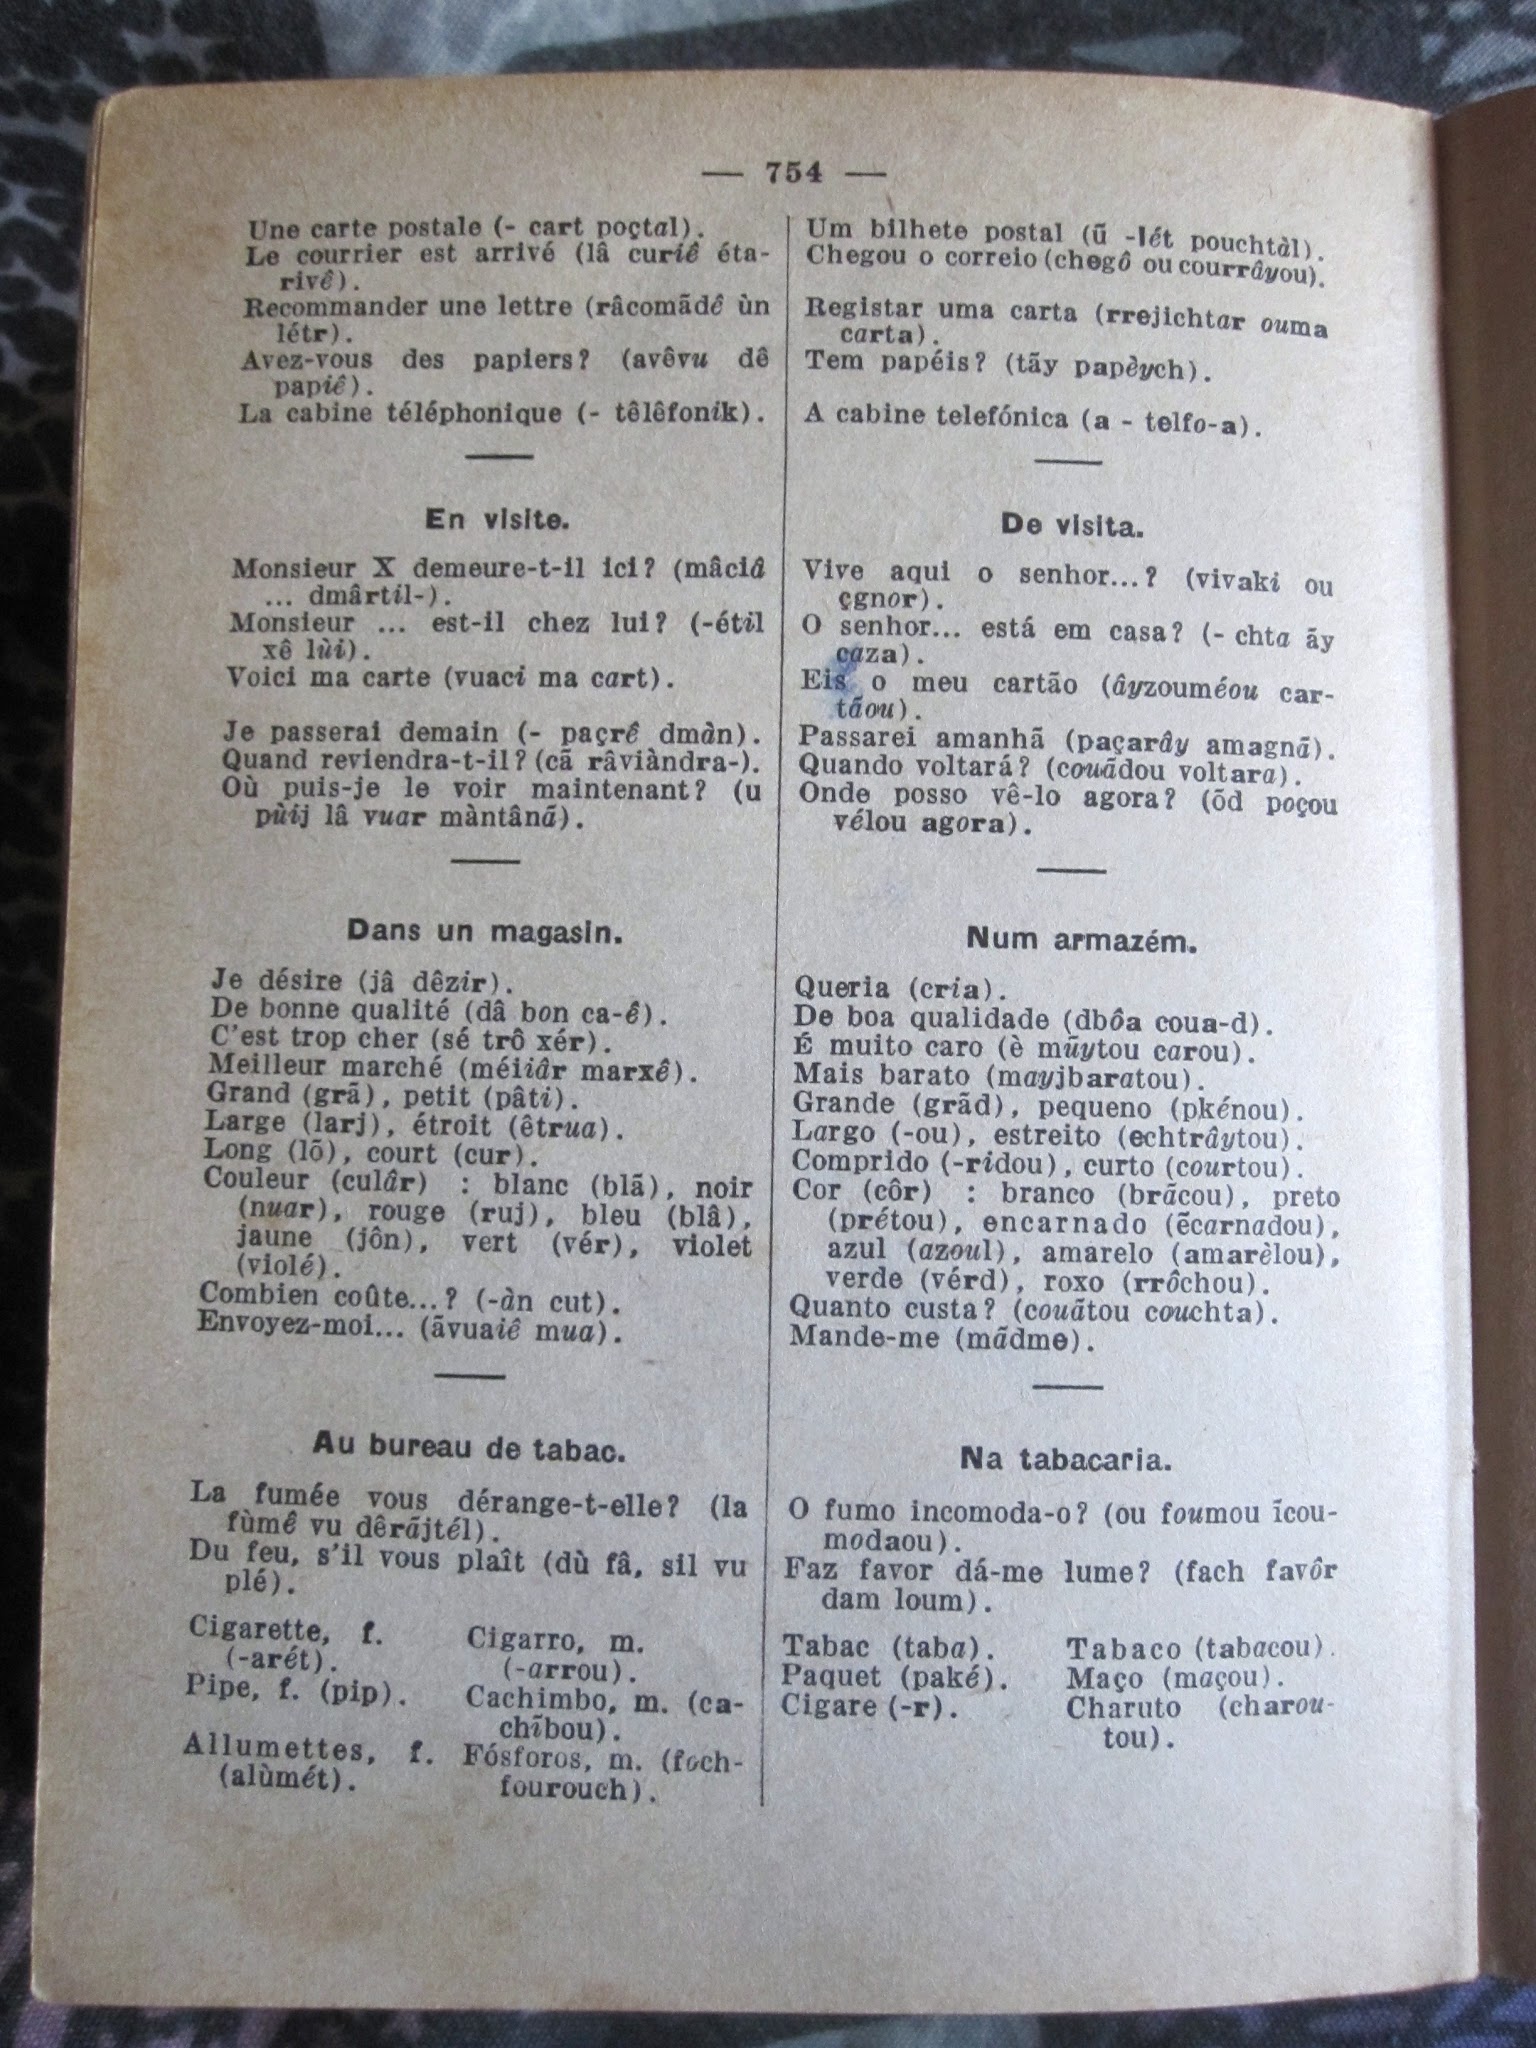 — 754 —
Une carte postale (- cart poçtal).
Le courrier est arrivé (lâ curiê éta-
rivê).
Recommander une lettre (râcomãdê ùn
létr).
Avez-vous des papiers? (avêvu dê
papiê).
La cabine téléphonique (- têlêfonik).
En visite.
Monsieur X demeure-t-il ici? (mâciâ
... dmârtil-).
Monsieur ... est-il chez lui? (-étil
xê lùi).
Voici ma carte (vuaci ma cart).
Je passerai demain (- paçrê dmàn).
Quand reviendra-t-il? (cã râviàndra-).
Où puis-je le voir maintenant? (u
pùij lâ vuar màntânã).
Dans un magasin.
Je désire (jâ dêzir).
De bonne qualité (dâ bon ca-ê).
C'est trop cher (sé trô xér).
Meilleur marché (méiiâr marxê).
Grand (grã), petit (pâti).
Large (larj), étroit (êtrua).
Long (lõ), court (cur).
Couleur (culâr) : blanc (blã), noir
(nuar), rouge (ruj), bleu (blâ),
jaune (jôn), vert (vér), violet
(violé).
Combien coûte...? (-àn cut).
Envoyez-moi... (ãvuaiê mua).
Au bureau de tabac.
La fumée vous dérange-t-elle? (la
fùmê vu dêrãjtél).
Du feu, s'il vous plaît (dù fâ, sil vu
plé).
Cigarette, f.
(-arét).
Pipe, f. (pip).
Allumettes, f.
(alùmét).
Cigarro, m.
(-arrou).
Cachimbo, m. (ca-
chĩbou).
Fósforos, m. (foch-
fourouch).
Um bilhete postal (ũ -lét pouchtàl).
Chegou o correio (chegô ou courrâyou).
Registar uma carta (rrejichtar ouma
carta).
Tem papéis? (tãy papèych).
A cabine telefónica (a - telfo-a).
De visita.
Vive aqui o senhor...? (vivaki ou
çgnor).
O senhor... está em casa? (- chta ãy
caza).
Eis o meu cartão (âyzouméou car-
tãou).
Passarei amanhã (paçarây amagnã).
Quando voltará? (couãdou voltara).
Onde posso vê-lo agora? (õd poçou
vélou agora).
Num armazém.
Queria (cria).
De boa qualidade (dbôa coua-d).
É muito caro (è mũytou carou).
Mais barato (mayjbaratou).
Grande (grãd), pequeno (pkénou).
Largo (-ou), estreito (echtrâytou).
Comprido (-ridou), curto (courtou).
Cor (côr) : branco (brãcou), preto
(prétou), encarnado (ẽcarnadou),
azul (azoul), amarelo (amarèlou),
verde (vérd), roxo (rrôchou).
Quanto custa? (couãtou couchta).
Mande-me (mãdme).
Na tabacaria.
O fumo incomoda-o? (ou foumou ĩcou-
modaou).
Faz favor dá-me lume? (fach favôr
dam loum).
Tabac (taba).
Paquet (paké).
Cigare (-r).
Tabaco (tabacou).
Maço (maçou).
Charuto (charou-
tou).